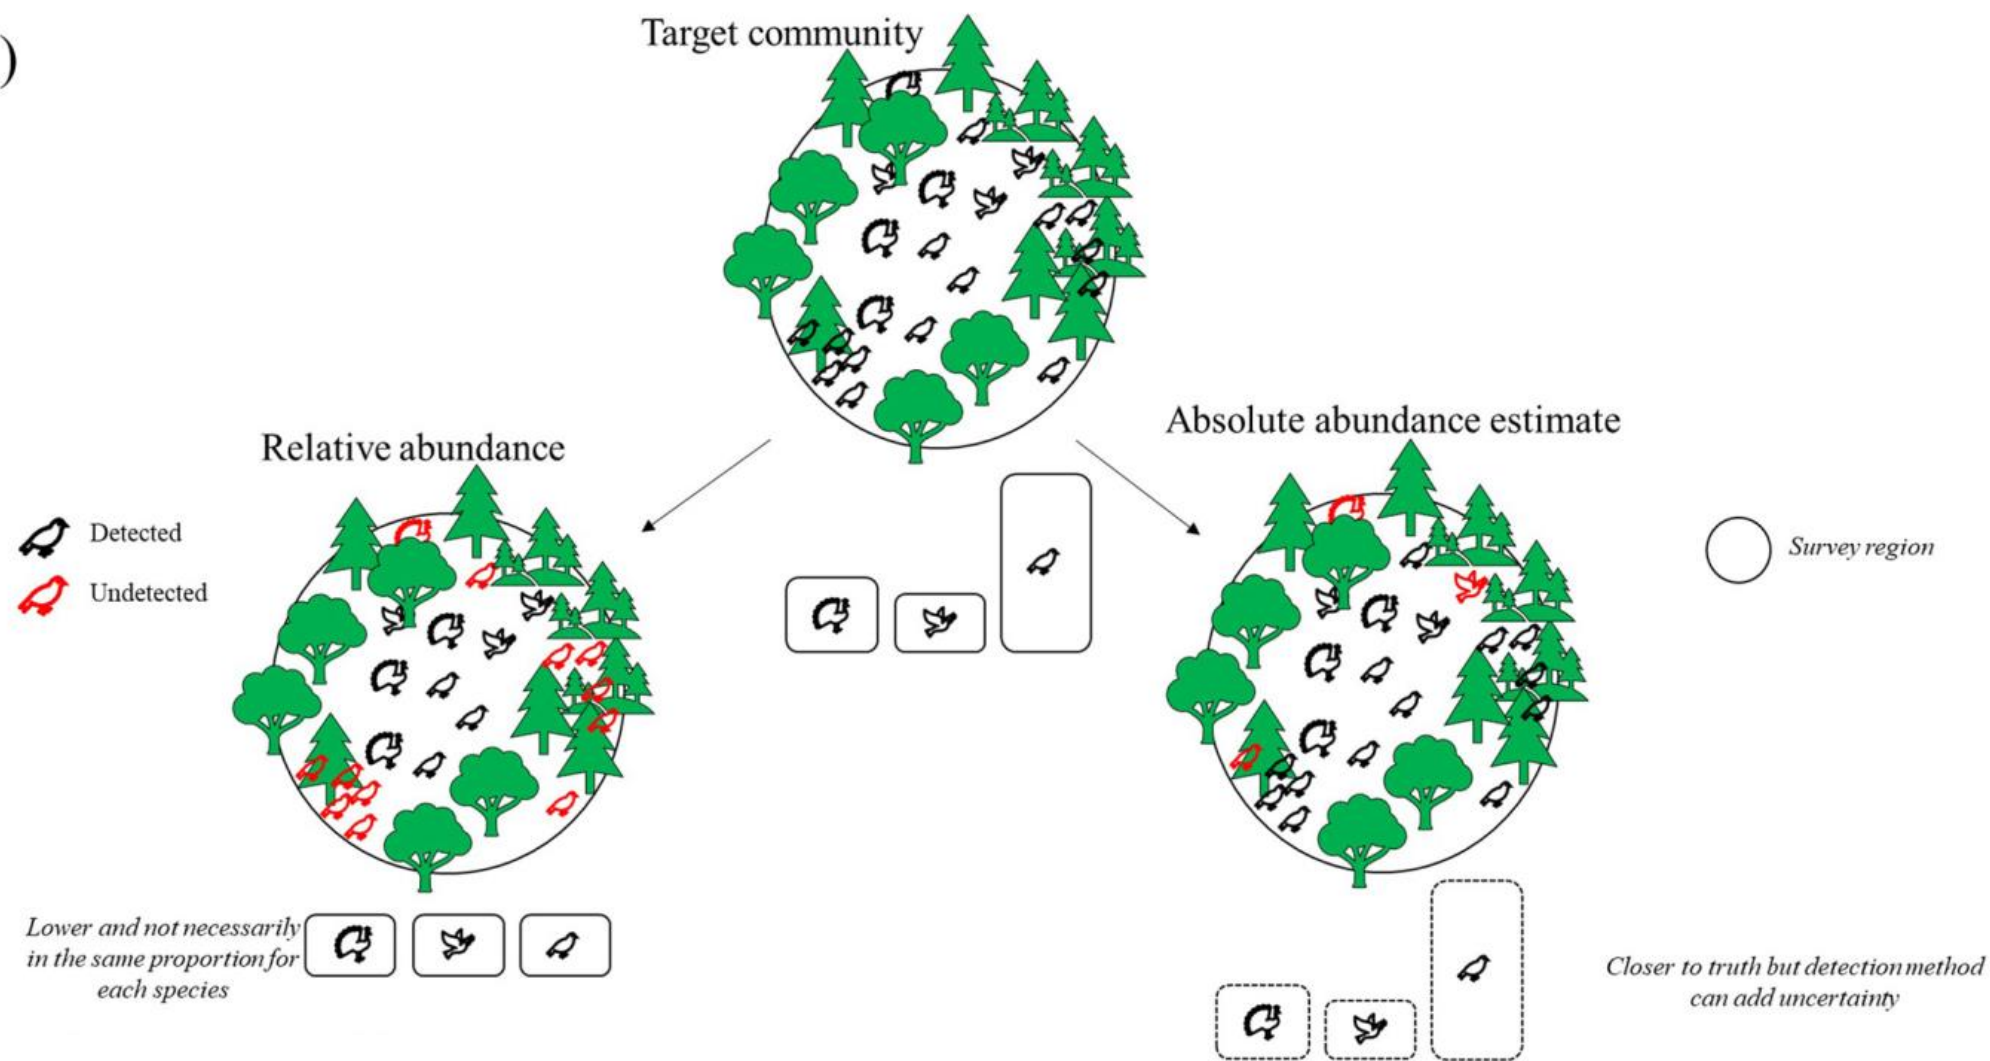 )
Target community
Relative abundance
Absolute abundance estimate
Detected
Undetected
Survey region
Lower and not necessarily
in the same proportion for
each species
Closer to truth but detection method
can add uncertainty